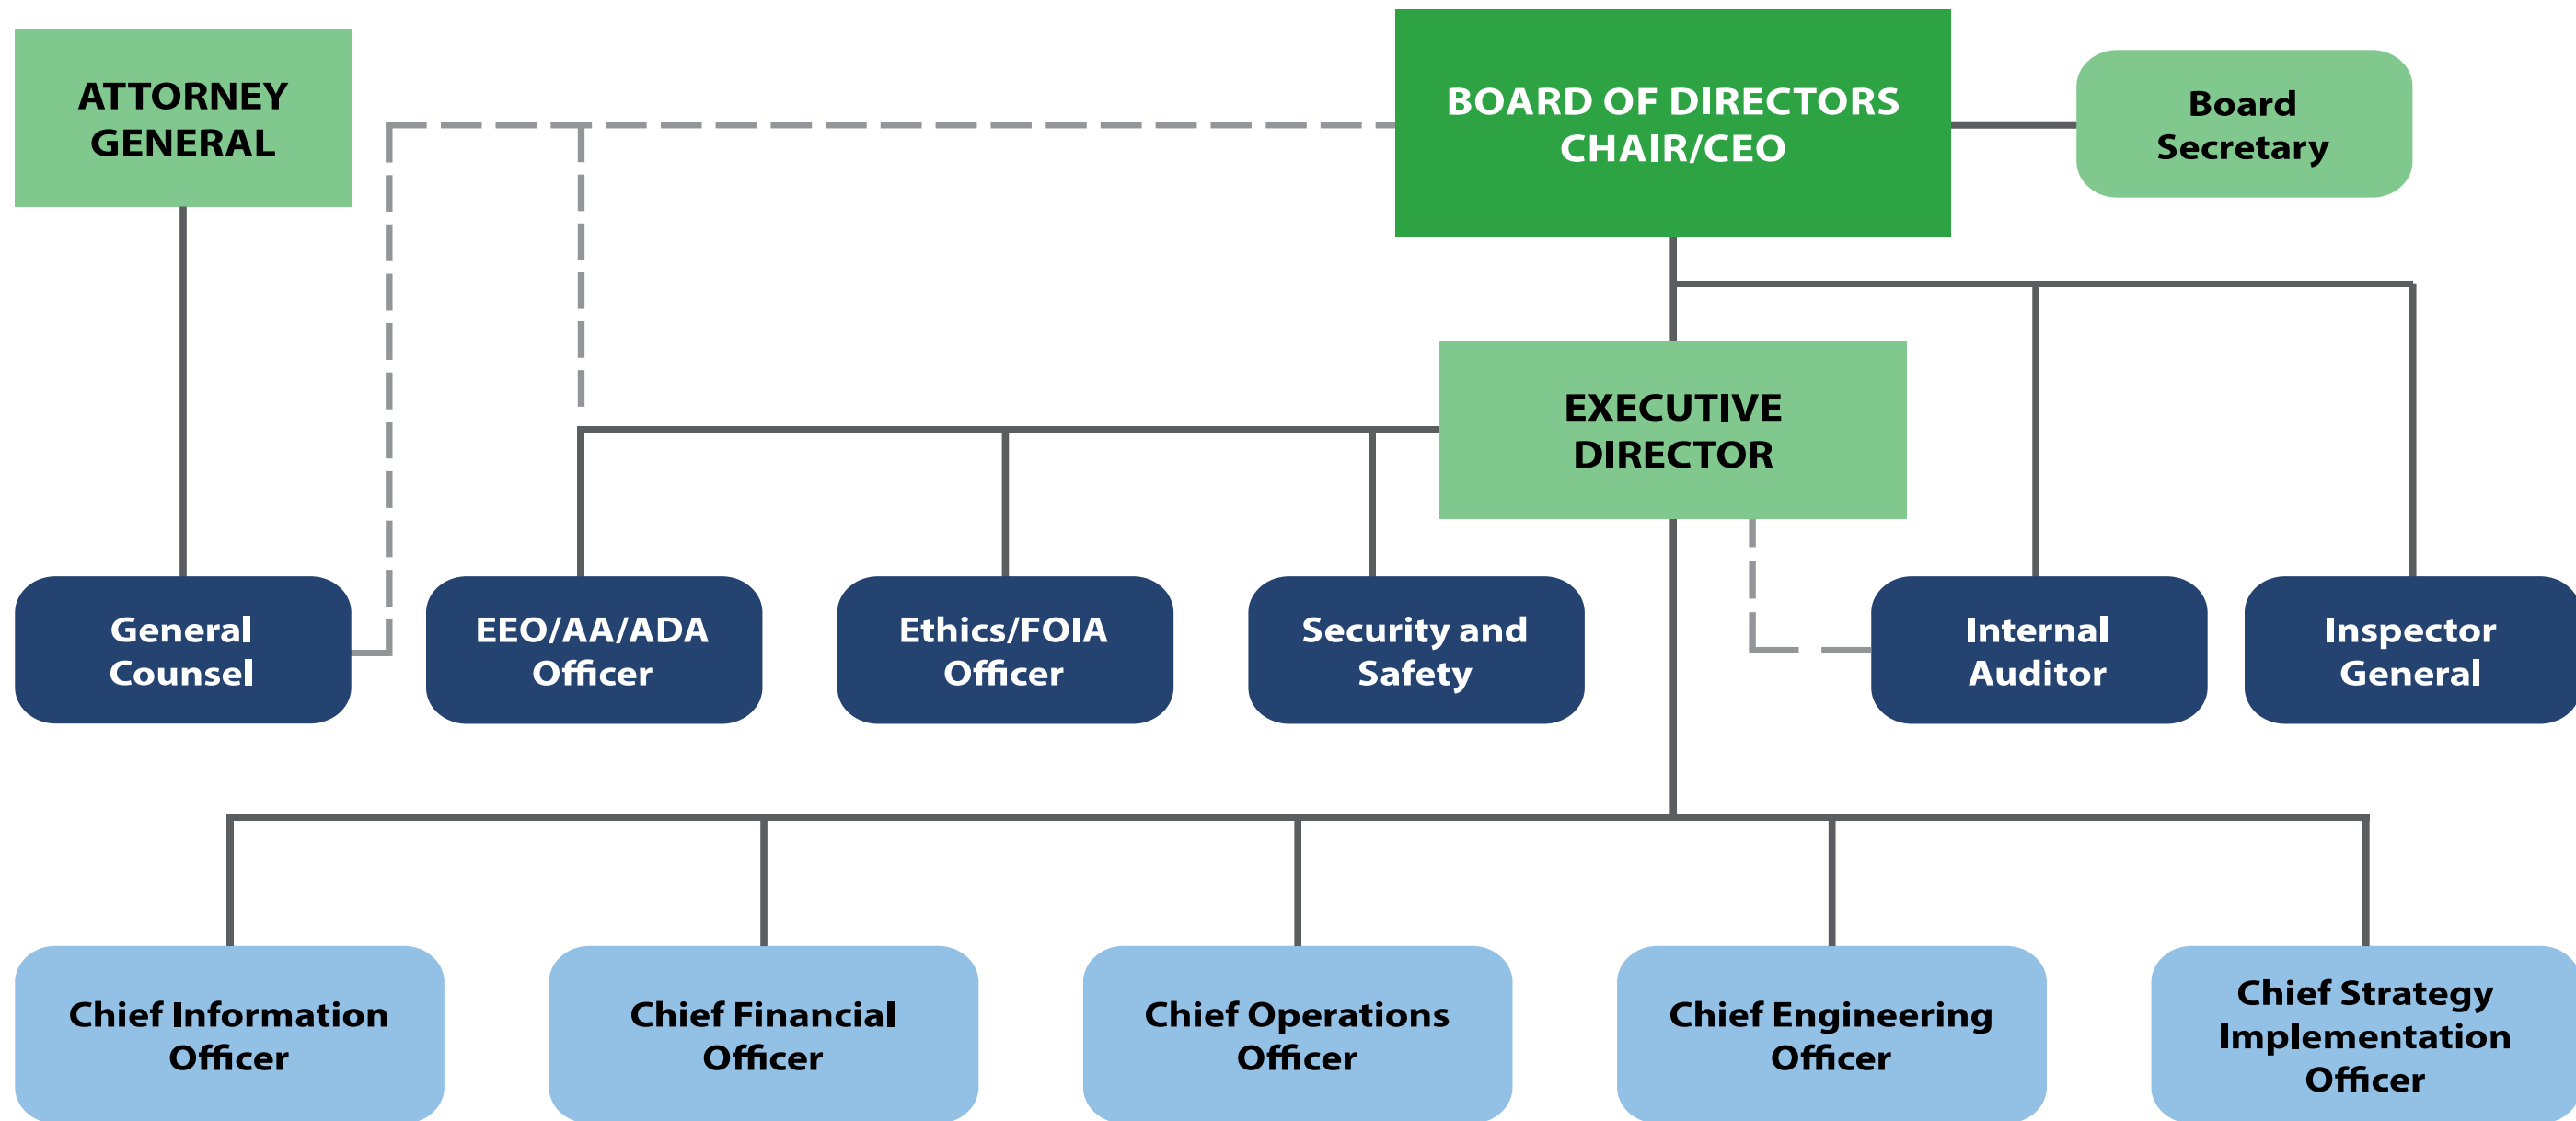 ATTORNEY
GENERAL
BOARD OF DIRECTORS
CHAIR/CEO
Board
Secretary
EXECUTIVE
DIRECTOR
General
Counsel
EEO/AA/ADA
Officer
Ethics/FOIA
Officer
Security and
Safety
Internal
Auditor
Inspector
General
Chief Information
Officer
Chief Financial
Officer
Chief Operations
Officer
Chief Engineering
Officer
Chief Strategy
Implementation
Officer